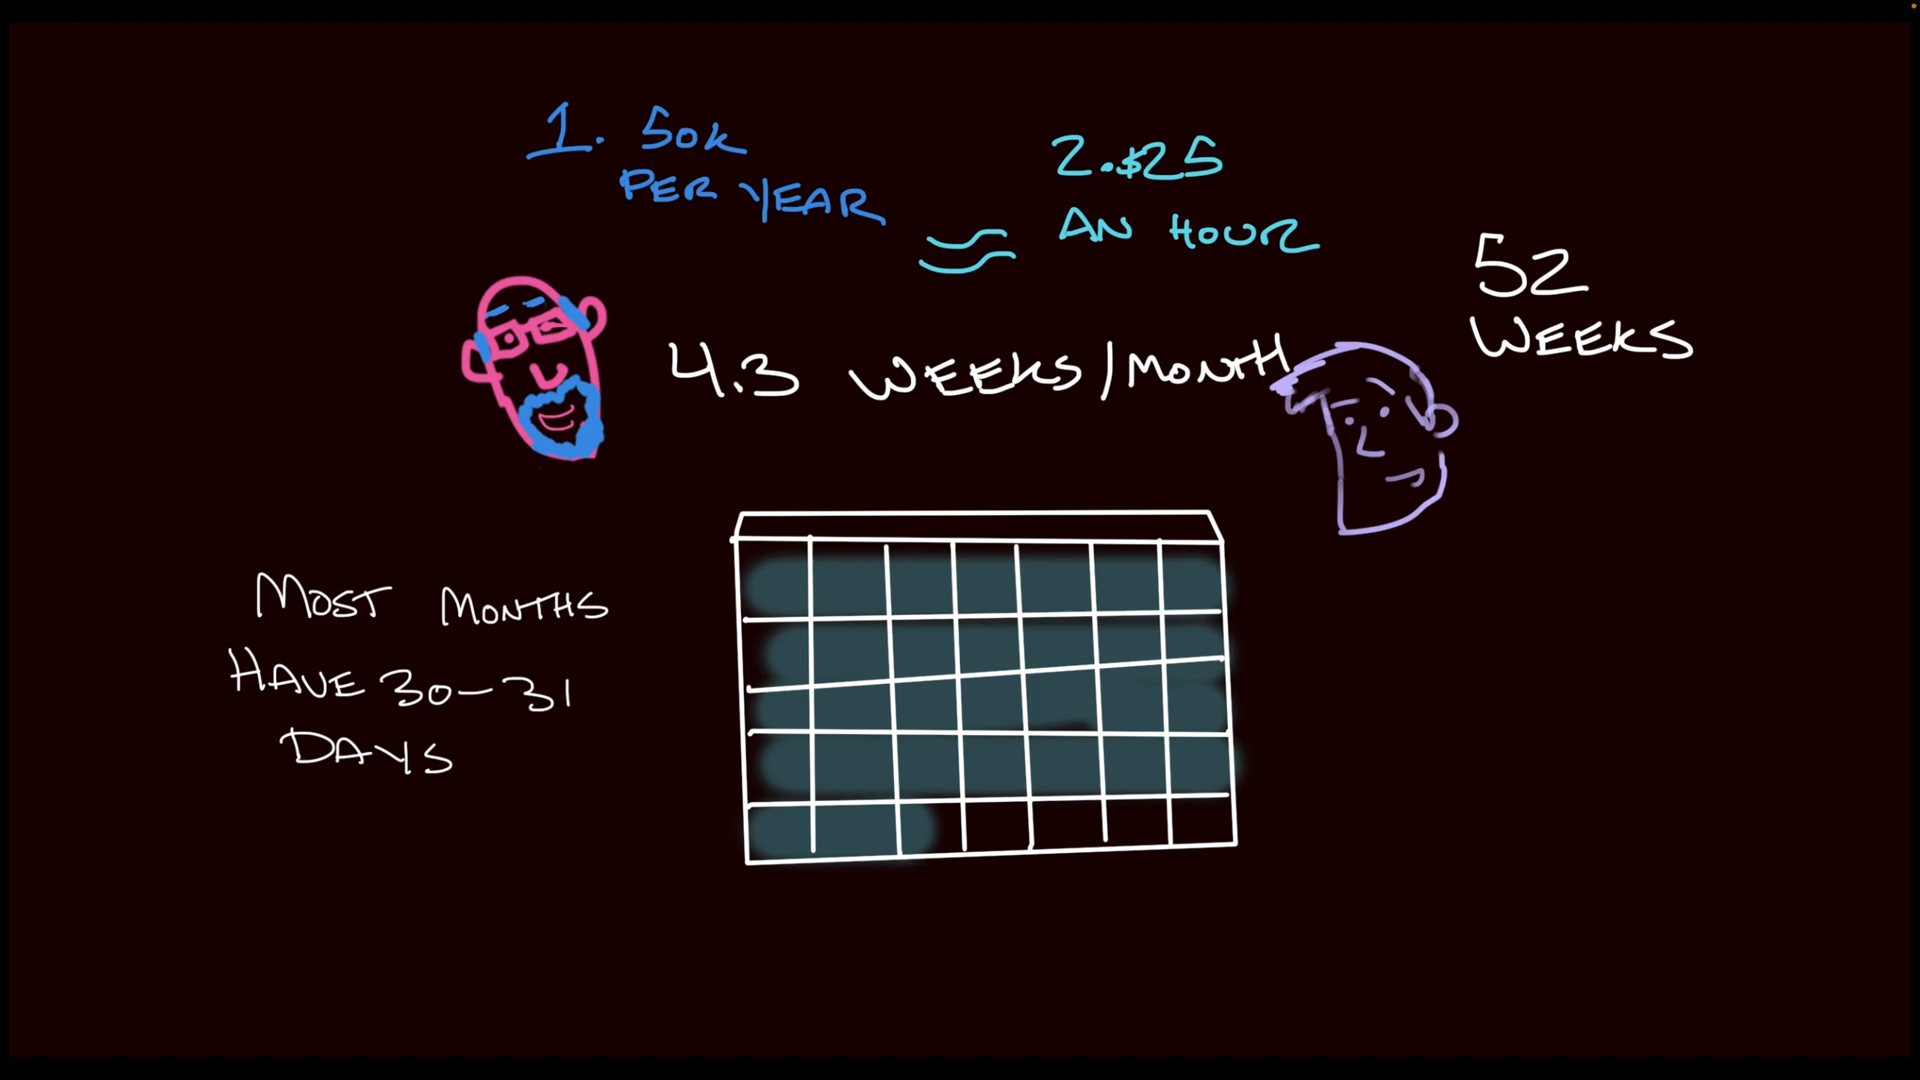 1. 50K
PER YEAR
≈
2. $25
AN HOUR
52
WEEKS
4.3 WEEKS/MONTH
MOST MONTHS
HAVE 30-31
DAYS